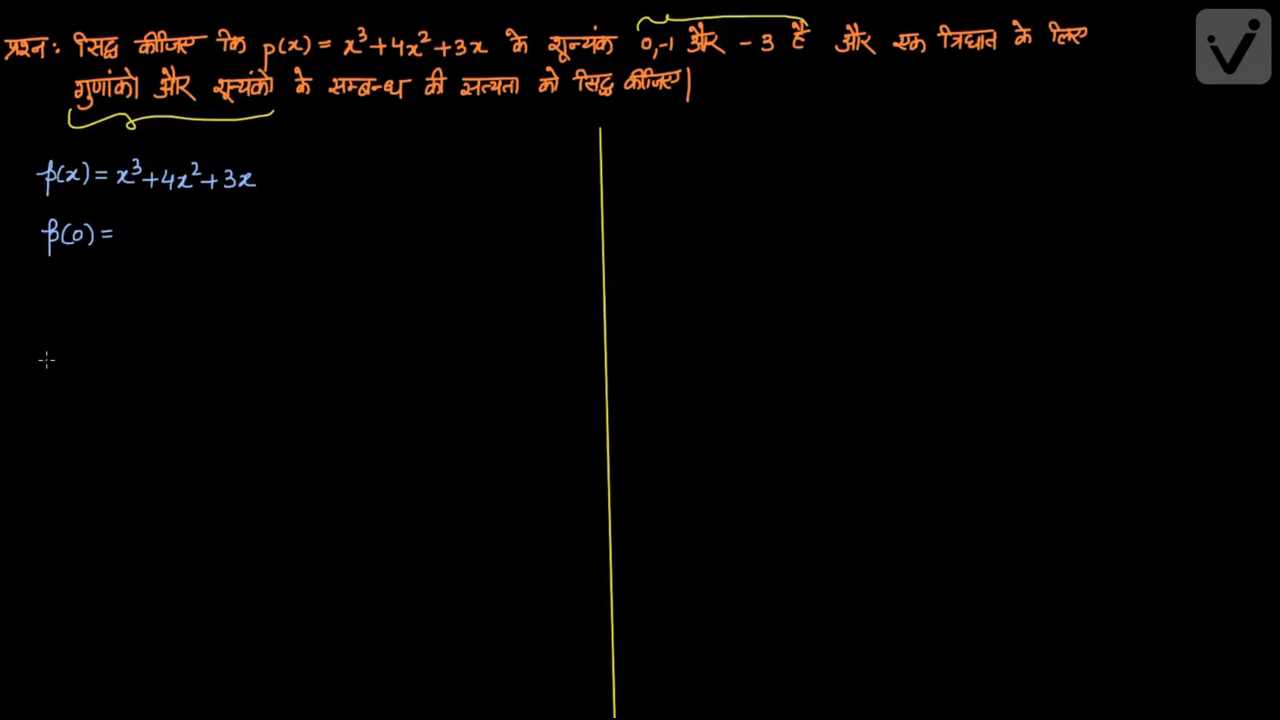 प्रश्न: सिद्ध कीजिए कि p(x) = x³+4x²+3x के शून्यंक 0,-1 और - 3 है और एक त्रिघात के लिए
गुणांको और शून्यंको के सम्बन्ध की सत्यता को सिद्ध कीजिए|
p(x) = x³+4x²+3x
p(0) =